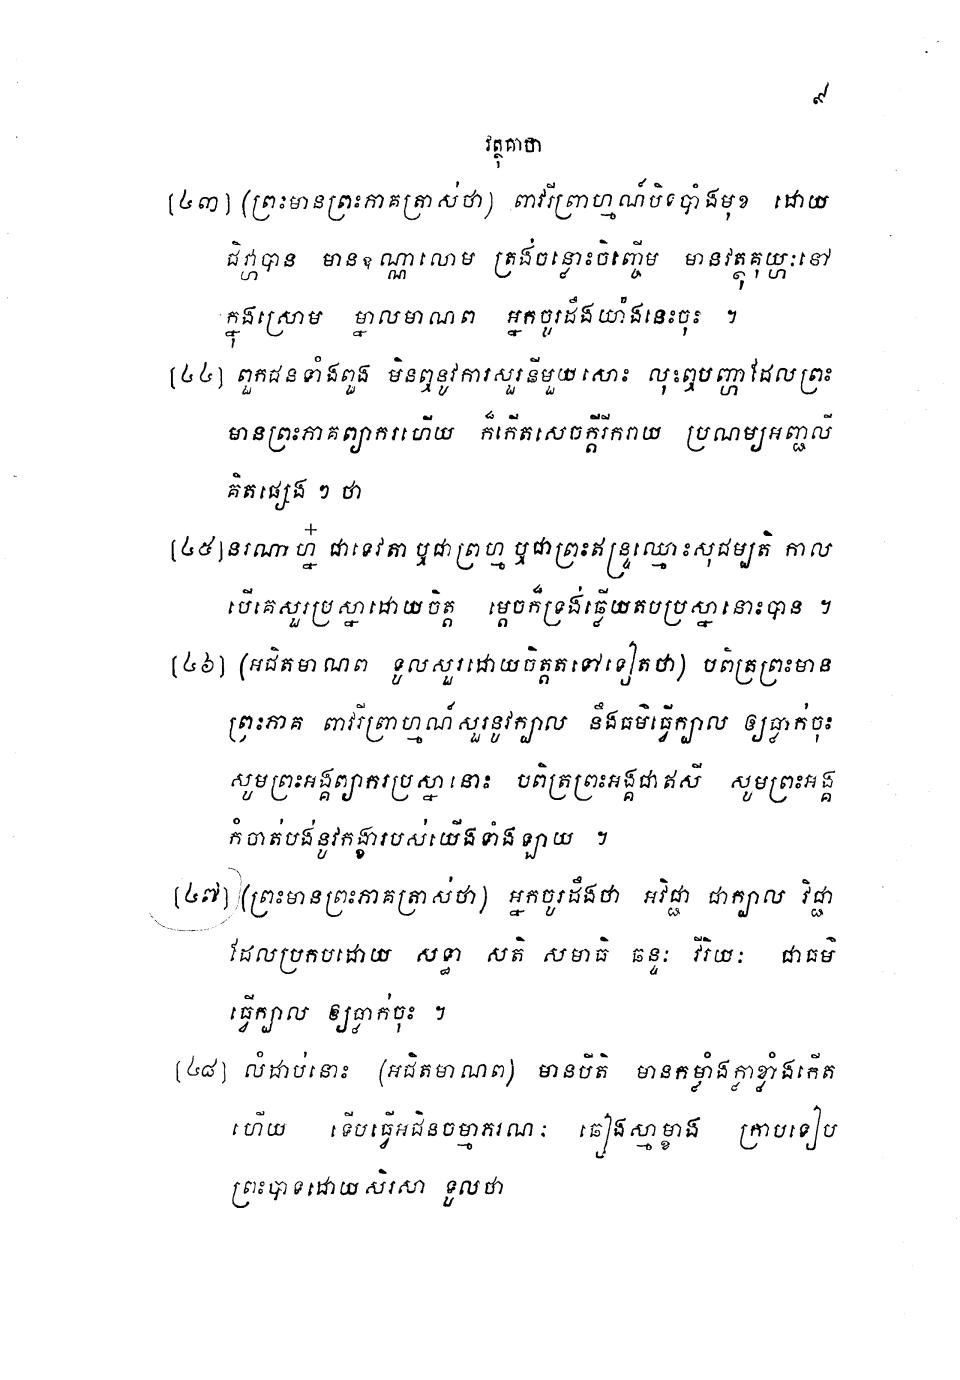 ៩
វត្ថុគាថា
[៤៣] (ព្រះមានព្រះភាគត្រាស់ថា) ពាវរីព្រាហ្មណ៍បិទបាំងមុខ ដោយ
ជិវ្ហាបាន មានឧណ្ណាលោម ត្រង់ចន្លោះចិញ្ចើម មានវត្ថុគុយ្ហៈនៅ
ក្នុងស្រោម ម្នាលមាណព អ្នកចូរដឹងយ៉ាងនេះចុះ ។
[៤៤] ពួកជនទាំងពួង មិនឮនូវការសួរនីមួយសោះ លុះឮបញ្ហាដែលព្រះ
មានព្រះភាគព្យាករហើយ ក៏កើតសេចក្តីរីករាយ ប្រណម្យអញ្ជលី
គិតផ្សេង ៗ ថា
[៤៥] នរណាហ្ន៎ ជាទេវតា ឬជាព្រហ្ម ឬជាព្រះឥន្ទ្រឈ្មោះសុជម្បតិ កាល
បើគេសួរប្រស្នាដោយចិត្ត ម្តេចក៏ទ្រង់ឆ្លើយតបប្រស្នានោះបាន ។
[៤៦] (អជិតមាណព ទូលសួរដោយចិត្តតទៅទៀតថា) បពិត្រព្រះមាន
ព្រះភាគ ពាវរីព្រាហ្មណ៍សួរនូវក្បាល នឹងធម៌ធ្វើក្បាល ឲ្យធ្លាក់ចុះ
សូមព្រះអង្គព្យាករប្រស្នានោះ បពិត្រព្រះអង្គជាឥសី សូមព្រះអង្គ
កំចាត់បង់នូវកង្ខារបស់យើងទាំងឡាយ ។
[៤៧] (ព្រះមានព្រះភាគត្រាស់ថា) អ្នកចូរដឹងថា អវិជ្ជា ជាក្បាល វិជ្ជា
ដែលប្រកបដោយ សទ្ធា សតិ សមាធិ ឆន្ទៈ វីរិយៈ ជាធម៌
ធ្វើក្បាល ឲ្យធ្លាក់ចុះ ។
[៤៨] លំដាប់នោះ (អជិតមាណព) មានបីតិ មានកម្លាំងក្លាខ្លាំងកើត
ហើយ ទើបធ្វើអជិនចម្មាភរណៈ ឆៀងស្មាម្ខាង ក្រាបទៀប
ព្រះបាទដោយសិរសា ទូលថា